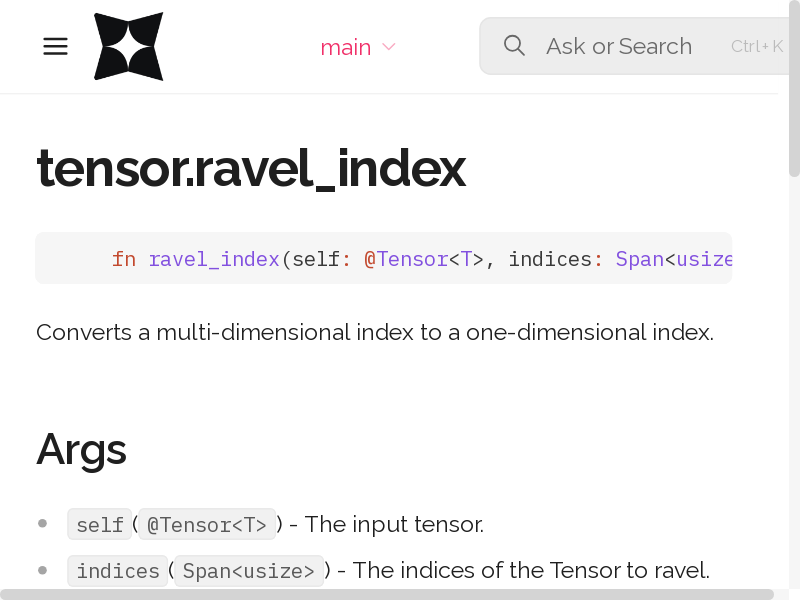 main
Ask or Search
Ctrl+K
tensor.ravel_index
fn ravel_index(self: @Tensor<T>, indices: Span<usize
Converts a multi-dimensional index to a one-dimensional index.
Args
self (@Tensor<T>) - The input tensor.
indices (Span<usize>) - The indices of the Tensor to ravel.